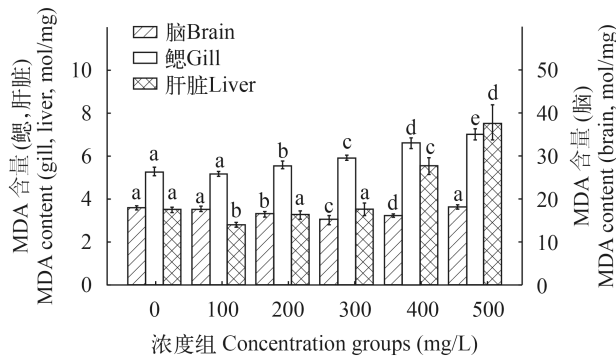 脑Brain
鳃Gill
肝脏Liver
MDA 含量 (鳃,肝脏)
MDA content (gill, liver, mol/mg)
10
8
6
4
2
0
50
40
30
20
10
0
MDA 含量 (脑)
MDA content (brain, mol/mg)
a a a
a a b
b b a
c c a
d d c
a e d
0 100 200 300 400 500
浓度组 Concentration groups (mg/L)